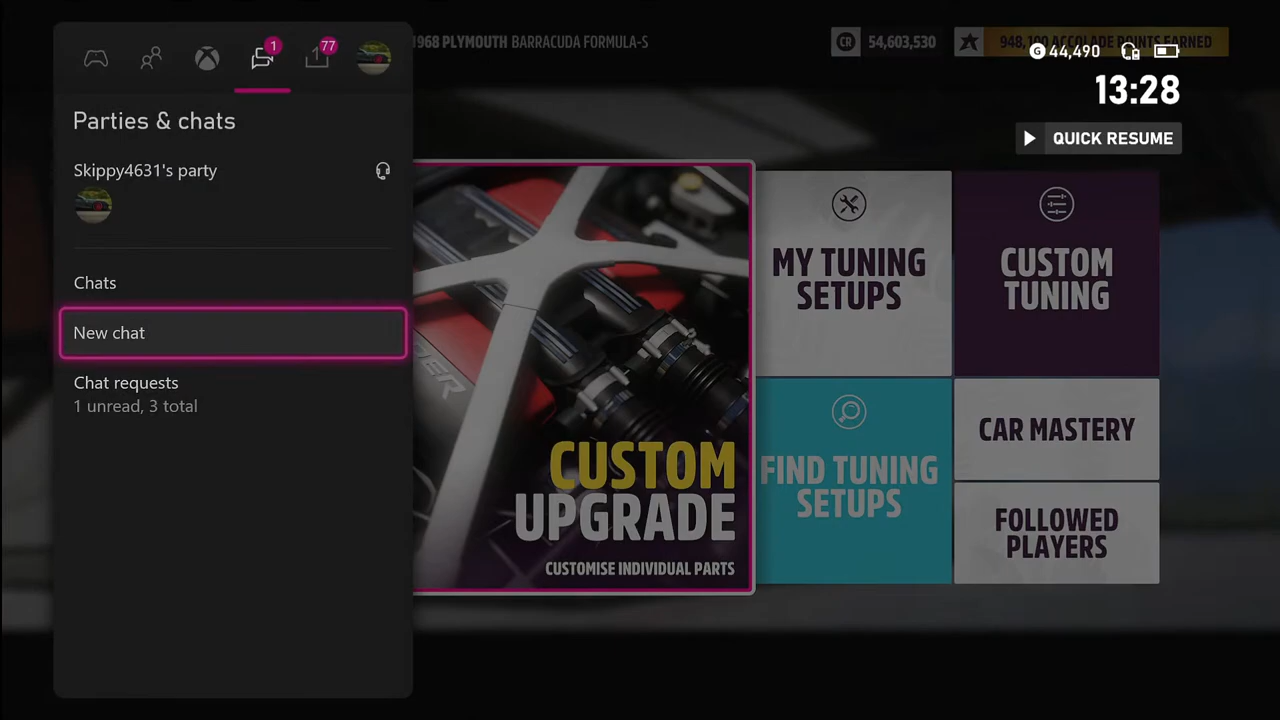 1
77
1968 PLYMOUTH BARRACUDA FORMULA-S
CR 54,603,530
948,100 ACCOLADE POINTS EARNED
G 44,490
13:28
QUICK RESUME
Parties & chats
Skippy4631's party
Chats
New chat
Chat requests
1 unread, 3 total
CUSTOM
UPGRADE
CUSTOMISE INDIVIDUAL PARTS
MY TUNING
SETUPS
CUSTOM
TUNING
FIND TUNING
SETUPS
CAR MASTERY
FOLLOWED
PLAYERS